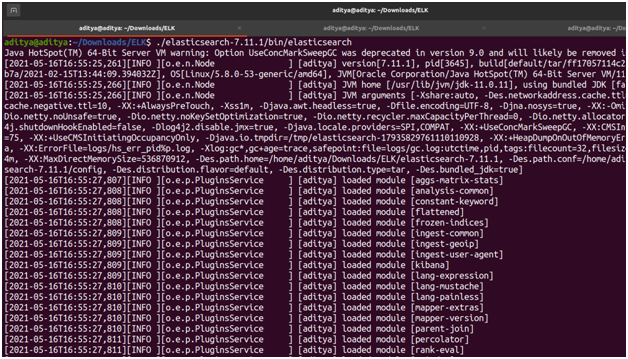 aditya@aditya: ~/Downloads/ELK
aditya@aditya: ~/Downloads/ELK
aditya@aditya: ~/Downloads/ELK
aditya@aditya: ~/Downloads/ELK
aditya@aditya:~/Downloads/ELK$ ./elasticsearch-7.11.1/bin/elasticsearch
Java HotSpot(TM) 64-Bit Server VM warning: Option UseConcMarkSweepGC was deprecated in version 9.0 and will likely be removed i
[2021-05-16T16:55:25,261][INFO ][o.e.n.Node ] [aditya] version[7.11.1], pid[3645], build[default/tar/ff17057114c2
b7a/2021-02-15T13:44:09.394032Z], OS[Linux/5.8.0-53-generic/amd64], JVM[Oracle Corporation/Java HotSpot(TM) 64-Bit Server VM/11
[2021-05-16T16:55:25,266][INFO ][o.e.n.Node ] [aditya] JVM home [/usr/lib/jvm/jdk-11.0.11], using bundled JDK [fa
[2021-05-16T16:55:25,266][INFO ][o.e.n.Node ] [aditya] JVM arguments [-Xshare:auto, -Des.networkaddress.cache.ttl
cache.negative.ttl=10, -XX:+AlwaysPreTouch, -Xss1m, -Djava.awt.headless=true, -Dfile.encoding=UTF-8, -Djna.nosys=true, -XX:-Omi
Dio.netty.noUnsafe=true, -Dio.netty.noKeySetOptimization=true, -Dio.netty.recycler.maxCapacityPerThread=0, -Dio.netty.allocator
4j.shutdownHookEnabled=false, -Dlog4j2.disable.jmx=true, -Djava.locale.providers=SPI,COMPAT, -XX:+UseConcMarkSweepGC, -XX:CMSIn
=75, -XX:+UseCMSInitiatingOccupancyOnly, -Djava.io.tmpdir=/tmp/elasticsearch-17935829761110110928, -XX:+HeapDumpOnOutOfMemoryEr
a, -XX:ErrorFile=logs/hs_err_pid%p.log, -Xlog:gc*,gc+age=trace,safepoint:file=logs/gc.log:utctime,pid,tags:filecount=32,filesiz
4m, -XX:MaxDirectMemorySize=536870912, -Des.path.home=/home/aditya/Downloads/ELK/elasticsearch-7.11.1, -Des.path.conf=/home/adi
search-7.11.1/config, -Des.distribution.flavor=default, -Des.distribution.type=tar, -Des.bundled_jdk=true]
[2021-05-16T16:55:27,807][INFO ][o.e.p.PluginsService ] [aditya] loaded module [aggs-matrix-stats]
[2021-05-16T16:55:27,808][INFO ][o.e.p.PluginsService ] [aditya] loaded module [analysis-common]
[2021-05-16T16:55:27,808][INFO ][o.e.p.PluginsService ] [aditya] loaded module [constant-keyword]
[2021-05-16T16:55:27,808][INFO ][o.e.p.PluginsService ] [aditya] loaded module [flattened]
[2021-05-16T16:55:27,808][INFO ][o.e.p.PluginsService ] [aditya] loaded module [frozen-indices]
[2021-05-16T16:55:27,809][INFO ][o.e.p.PluginsService ] [aditya] loaded module [ingest-common]
[2021-05-16T16:55:27,809][INFO ][o.e.p.PluginsService ] [aditya] loaded module [ingest-geoip]
[2021-05-16T16:55:27,809][INFO ][o.e.p.PluginsService ] [aditya] loaded module [ingest-user-agent]
[2021-05-16T16:55:27,809][INFO ][o.e.p.PluginsService ] [aditya] loaded module [kibana]
[2021-05-16T16:55:27,809][INFO ][o.e.p.PluginsService ] [aditya] loaded module [lang-expression]
[2021-05-16T16:55:27,810][INFO ][o.e.p.PluginsService ] [aditya] loaded module [lang-mustache]
[2021-05-16T16:55:27,810][INFO ][o.e.p.PluginsService ] [aditya] loaded module [lang-painless]
[2021-05-16T16:55:27,810][INFO ][o.e.p.PluginsService ] [aditya] loaded module [mapper-extras]
[2021-05-16T16:55:27,810][INFO ][o.e.p.PluginsService ] [aditya] loaded module [mapper-version]
[2021-05-16T16:55:27,810][INFO ][o.e.p.PluginsService ] [aditya] loaded module [parent-join]
[2021-05-16T16:55:27,811][INFO ][o.e.p.PluginsService ] [aditya] loaded module [percolator]
[2021-05-16T16:55:27,811][INFO ][o.e.p.PluginsService ] [aditya] loaded module [rank-eval]